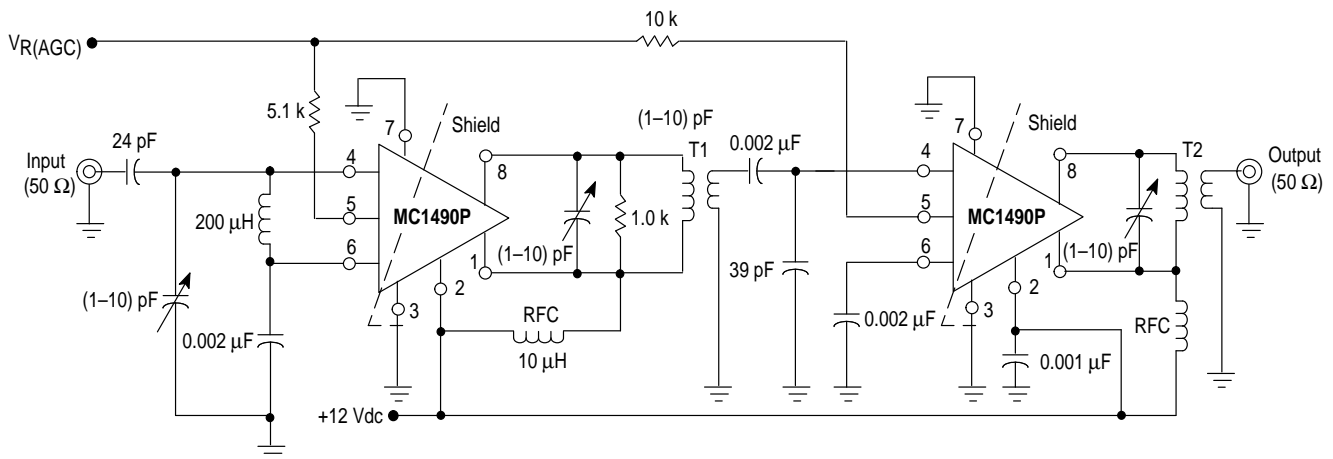 10 k
VR(AGC)
5.1 k
7
Shield
(1–10) pF
T1
0.002 µF
7
Shield
T2
24 pF
Input
(50 Ω)
4
8
4
8
Output
(50 Ω)
200 µH
5
MC1490P
1.0 k
5
MC1490P
6
(1–10) pF
6
(1–10) pF
1
39 pF
1
(1–10) pF
2
2
3
RFC
0.002 µF
3
RFC
0.002 µF
10 µH
0.001 µF
+12 Vdc